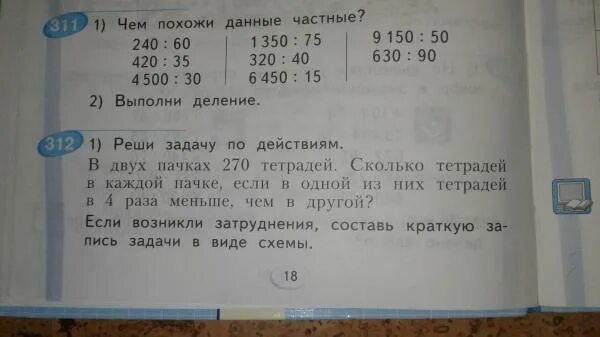 311 1) Чем похожи данные частные?
240 : 60 1 350 : 75 9 150 : 50
420 : 35 320 : 40 630 : 90
4 500 : 30 6 450 : 15
2) Выполни деление.
312 1) Реши задачу по действиям.
В двух пачках 270 тетрадей. Сколько тетрадей
в каждой пачке, если в одной из них тетрадей
в 4 раза меньше, чем в другой?
Если возникли затруднения, составь краткую за-
пись задачи в виде схемы.
18